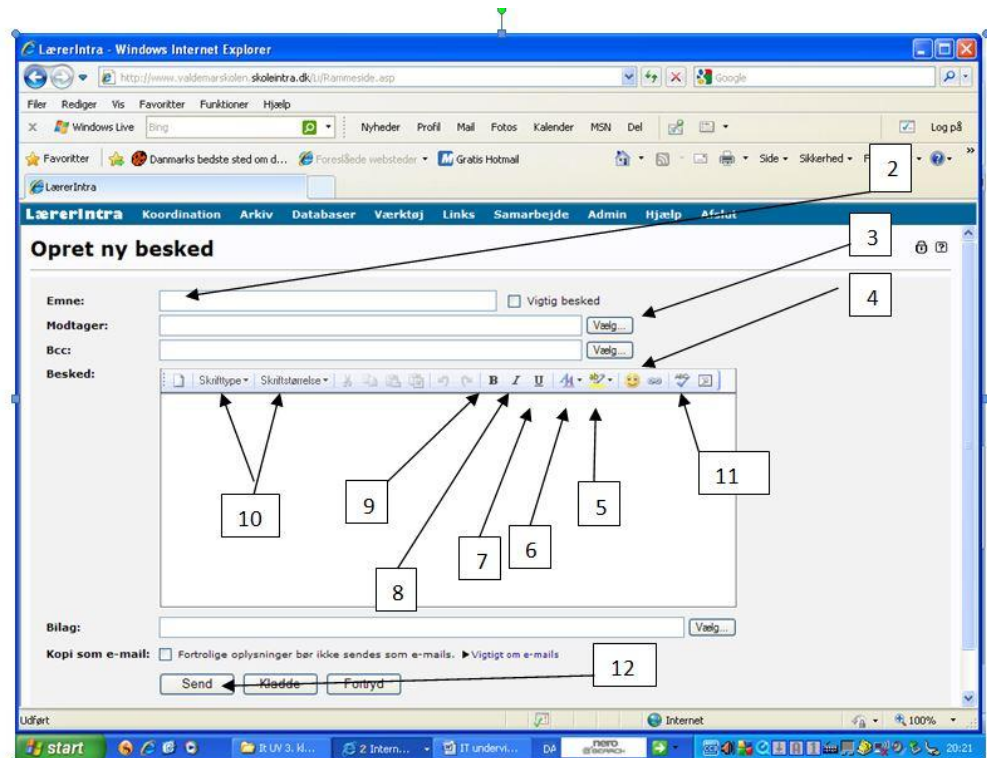 LærerIntra - Windows Internet Explorer
http://www.valdemarskolen.skoleintra.dk/Li/Rammeside.asp
Google
Filer Rediger Vis Favoritter Funktioner Hjælp
X Windows Live Bing Nyheder Profil Mail Fotos Kalender MSN Del Log på
Favoritter Danmarks bedste sted om d... Foreslåede websteder Gratis Hotmail Side Sikkerhed F
2
LærerIntra
LærerIntra Koordination Arkiv Databaser Værktøj Links Samarbejde Admin Hjælp Afslut
Opret ny besked
3
Emne: Vigtig besked
4
Modtager: Vælg...
Bcc: Vælg...
Besked: Skrifttype Skriftstørrelse B I U A ab
11
9 5
10
6
7
8
Bilag: Vælg...
Kopi som e-mail: Fortrolige oplysninger bør ikke sendes som e-mails. Vigtigt om e-mails
12
Send Kladde Fortryd
Udført Internet 100%
start It UV 3. kl... 2 Intern... IT undervi... DA nero 20:21